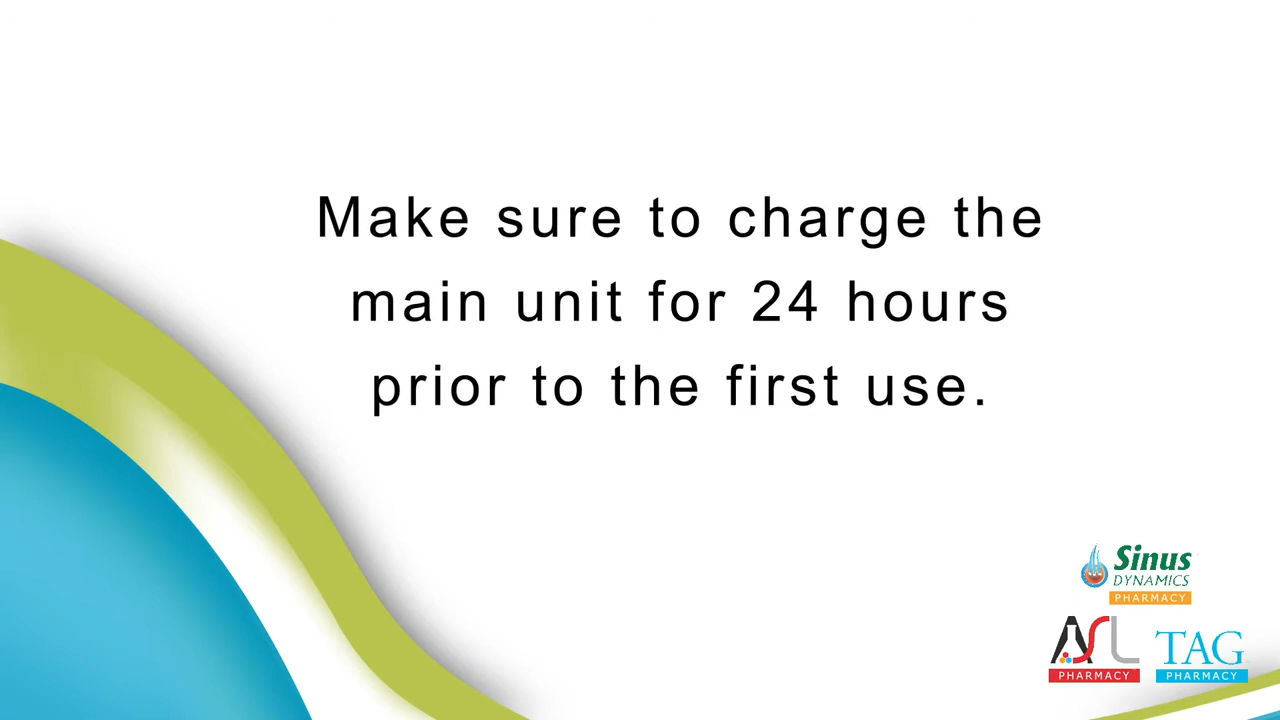 Make sure to charge the
main unit for 24 hours
prior to the first use.
Sinus
DYNAMICS
PHARMACY
ASL
PHARMACY
TAG
PHARMACY